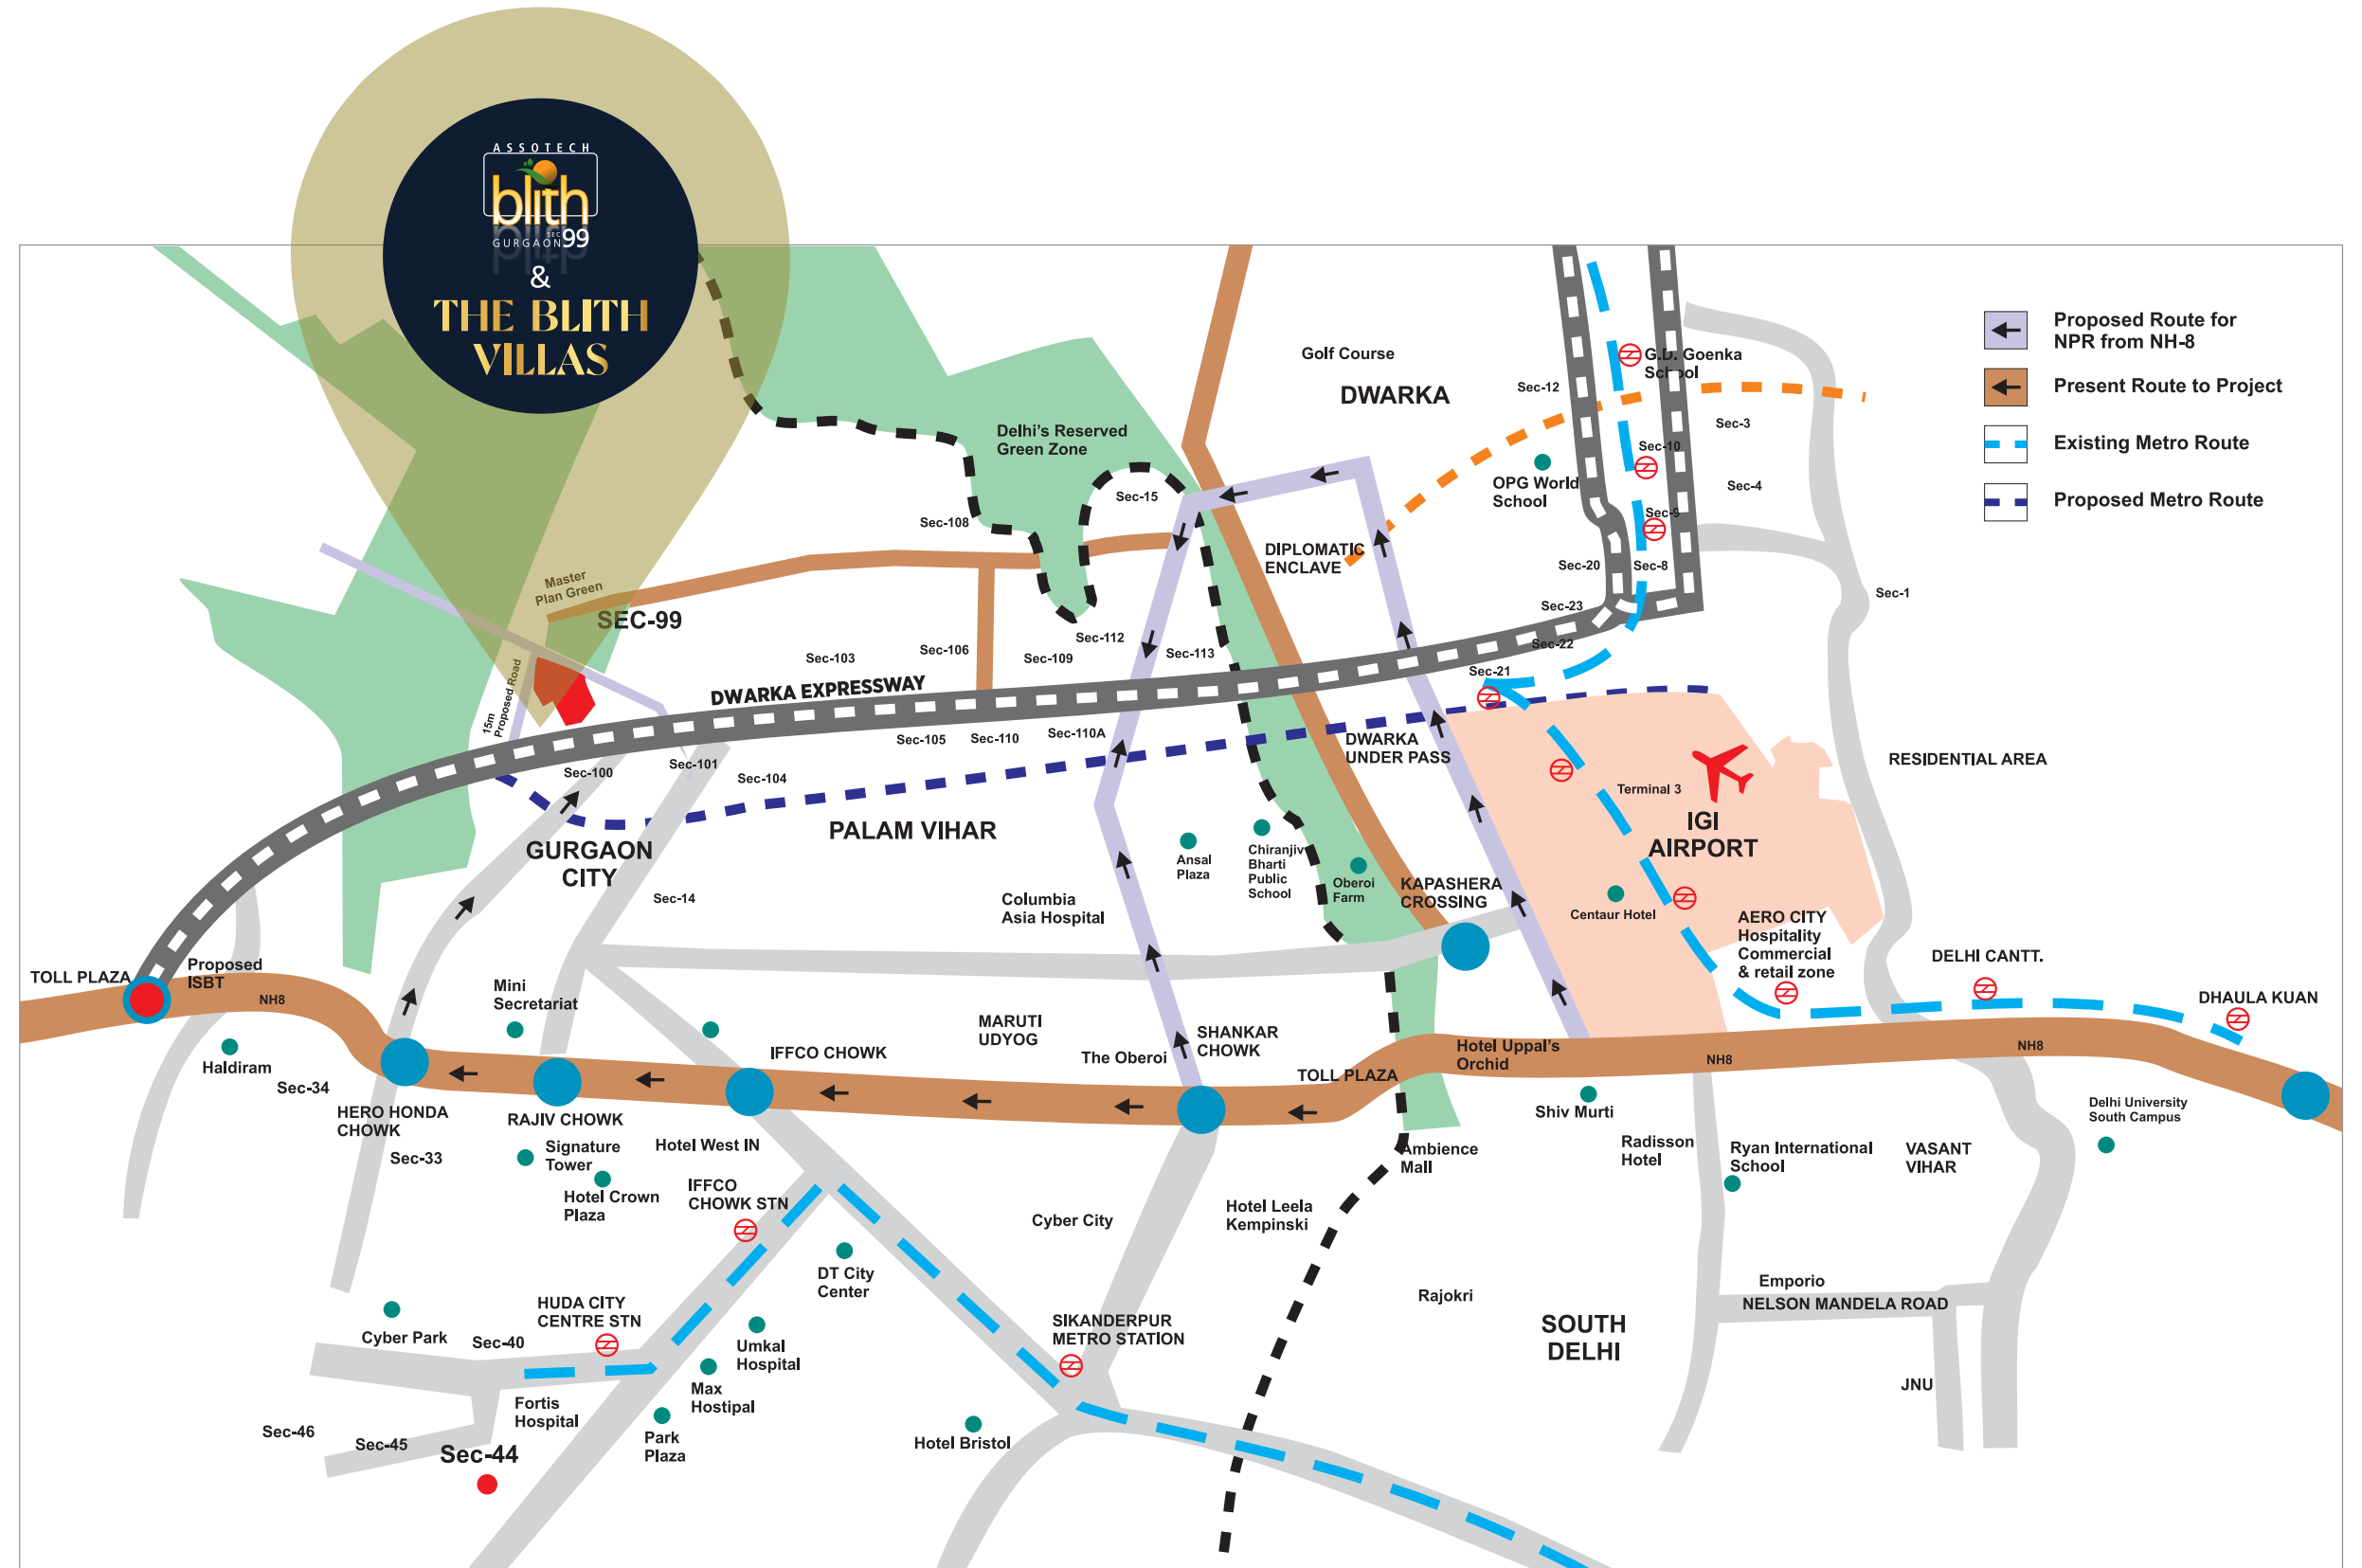 ASSOTECH
blith
SEC
GURGAON 99
&
THE BLITH
VILLAS
Proposed Route for
NPR from NH-8
Present Route to Project
Existing Metro Route
Proposed Metro Route
Golf Course
DWARKA
Sec-12
G.D. Goenka
School
Sec-3
Delhi's Reserved
Green Zone
Sec-10
Sec-15
OPG World
School
Sec-4
Sec-108
Sec-9
DIPLOMATIC
ENCLAVE
Sec-20
Sec-8
Master
Plan Green
SEC-99
Sec-23
Sec-1
Sec-112
Sec-22
Sec-103
Sec-106
Sec-109
Sec-113
Sec-21
15m
Proposed Road
DWARKA EXPRESSWAY
Sec-105
Sec-110
Sec-110A
DWARKA
UNDER PASS
RESIDENTIAL AREA
Sec-100
Sec-101
Sec-104
Terminal 3
IGI
AIRPORT
PALAM VIHAR
GURGAON
CITY
Ansal
Plaza
Chiranjiv
Bharti
Public
School
Oberoi
Farm
KAPASHERA
CROSSING
Sec-14
Columbia
Asia Hospital
Centaur Hotel
AERO CITY
Hospitality
Commercial
& retail zone
DELHI CANTT.
TOLL PLAZA
Proposed
ISBT
NH8
Mini
Secretariat
DHAULA KUAN
MARUTI
UDYOG
SHANKAR
CHOWK
IFFCO CHOWK
The Oberoi
Hotel Uppal's
Orchid
NH8
NH8
Haldiram
Sec-34
TOLL PLAZA
HERO HONDA
CHOWK
RAJIV CHOWK
Shiv Murti
Delhi University
South Campus
Sec-33
Signature
Tower
Hotel West IN
Ambience
Mall
Radisson
Hotel
Ryan International
School
VASANT
VIHAR
Hotel Crown
Plaza
IFFCO
CHOWK STN
Cyber City
Hotel Leela
Kempinski
DT City
Center
Rajokri
Emporio
NELSON MANDELA ROAD
HUDA CITY
CENTRE STN
Cyber Park
Sec-40
Umkal
Hospital
SIKANDERPUR
METRO STATION
SOUTH
DELHI
JNU
Max
Hostipal
Fortis
Hospital
Sec-46
Sec-45
Sec-44
Park
Plaza
Hotel Bristol